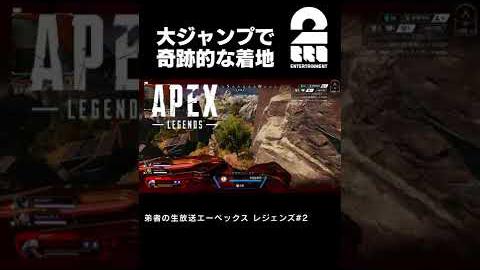 大ジャンプで
奇跡的な着地
2
BRO
ENTERTAINMENT
APEX
LEGENDS
弟者の生放送エーペックス レジェンズ#2